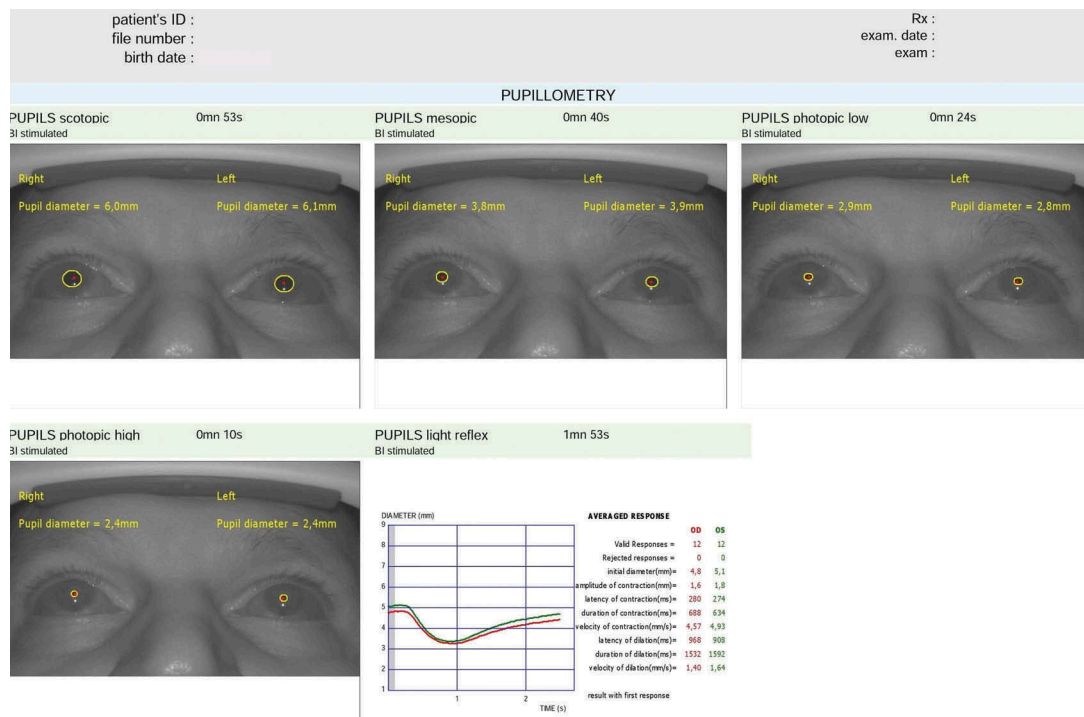 patient's ID :
file number :
birth date :
Rx :
exam. date :
exam :
PUPILLOMETRY
PUPILS scotopic 0mn 53s
BI stimulated
Right Left
Pupil diameter = 6,0mm Pupil diameter = 6,1mm
PUPILS mesopic 0mn 40s
BI stimulated
Right Left
Pupil diameter = 3,8mm Pupil diameter = 3,9mm
PUPILS photopic low 0mn 24s
BI stimulated
Right Left
Pupil diameter = 2,9mm Pupil diameter = 2,8mm
PUPILS photopic high 0mn 10s
BI stimulated
Right Left
Pupil diameter = 2,4mm Pupil diameter = 2,4mm
PUPILS light reflex 1mn 53s
BI stimulated
DIAMETER (mm)
9
8
7
6
5
4
3
2
1
1 2
TIME (s)
AVERAGED RESPONSE
OD OS
Valid Responses = 12 12
Rejected responses = 0 0
initial diameter(mm)= 4,8 5,1
amplitude of contraction(mm)= 1,6 1,8
latency of contraction(ms)= 280 274
duration of contraction(ms)= 688 634
velocity of contraction(mm/s)= 4,57 4,93
latency of dilation(ms)= 968 908
duration of dilation(ms)= 1532 1592
velocity of dilation(mm/s)= 1,40 1,64
result with first response